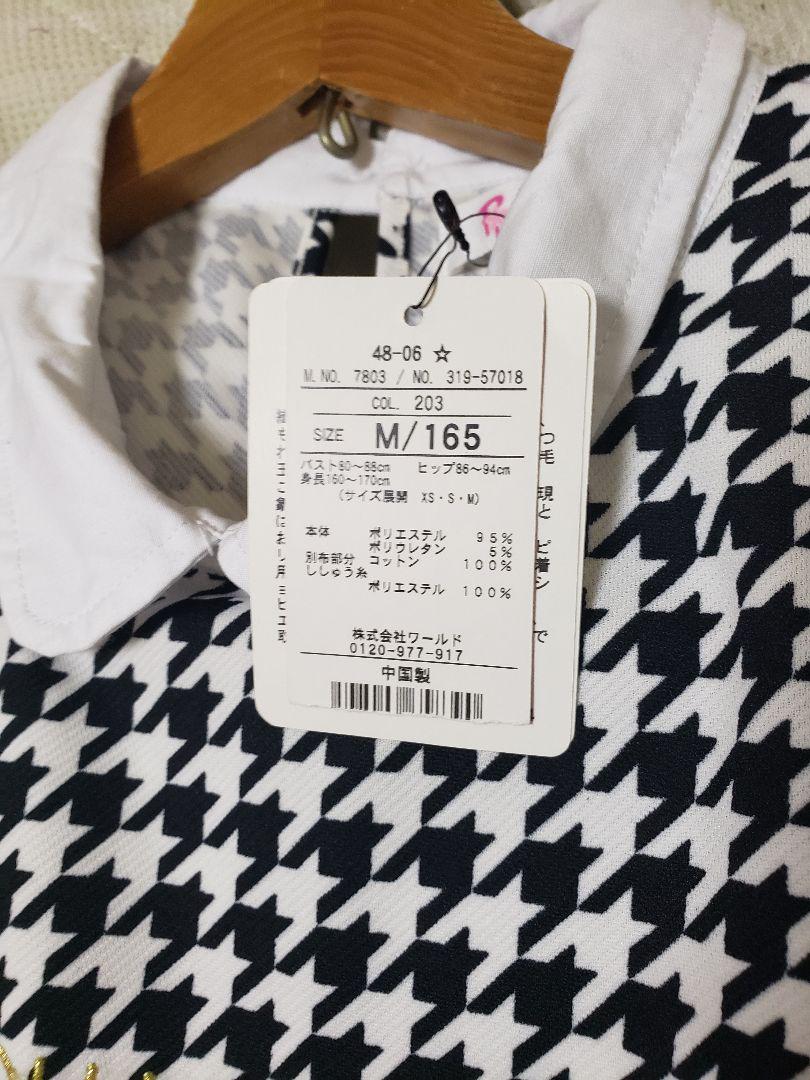 48-06 ☆
M.NO. 7803 / NO. 319-57018
COL. 203
SIZE M/165
バスト80～88cm ヒップ86～94cm
身長160～170cm
(サイズ展開 XS・S・M)
本体 ポリエステル 95%
ポリウレタン 5%
別布部分 コットン 100%
ししゅう糸
ポリエステル 100%
株式会社ワールド
0120-977-917
中国製